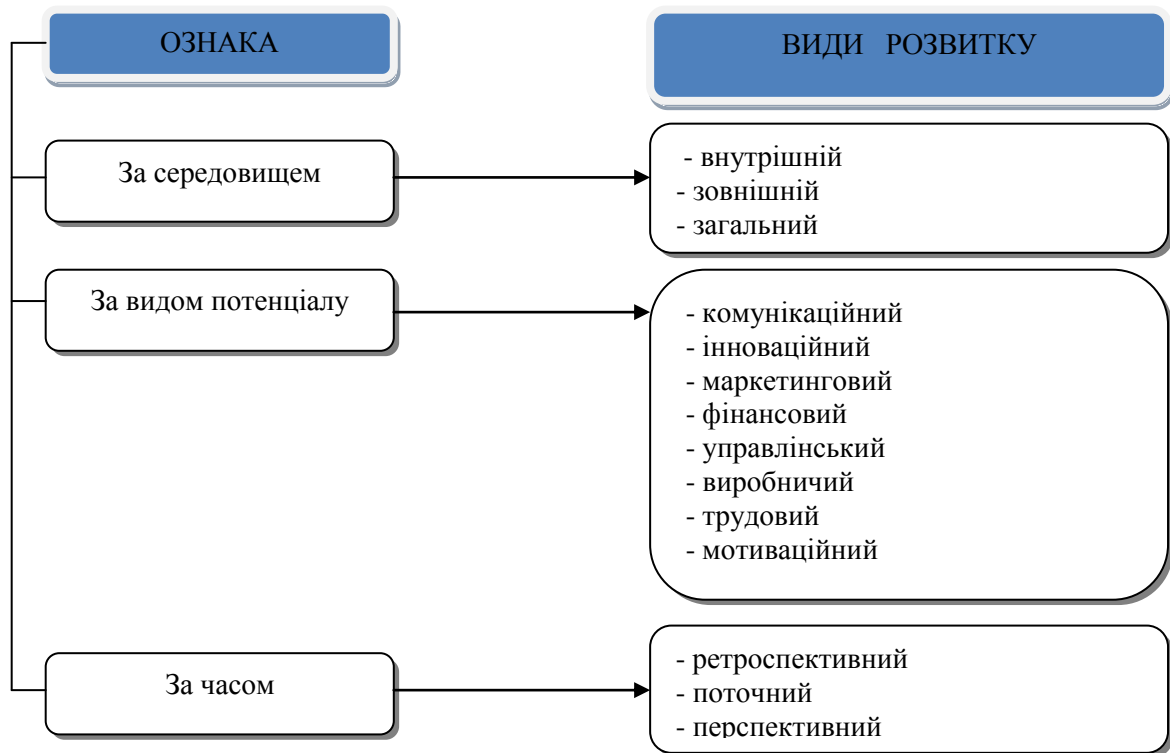 ОЗНАКА
ВИДИ РОЗВИТКУ
За середовищем
- внутрішній
- зовнішній
- загальний
За видом потенціалу
- комунікаційний
- інноваційний
- маркетинговий
- фінансовий
- управлінський
- виробничий
- трудовий
- мотиваційний
За часом
- ретроспективний
- поточний
- перспективний